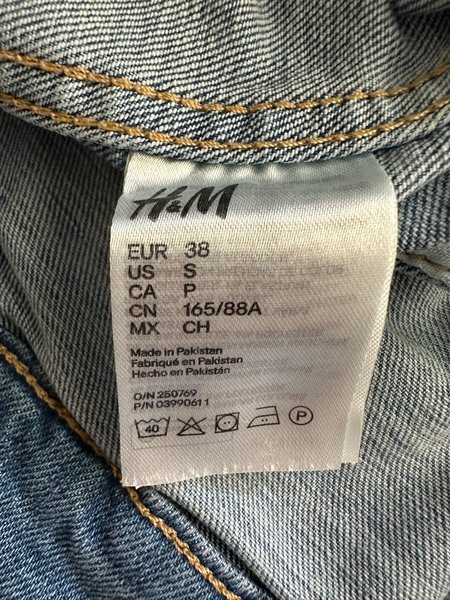 H&M
EUR 38
US S
CA P
CN 165/88A
MX CH
Made in Pakistan
Fabriqué en Pakistan
Hecho en Pakistán
O/N 250769
P/N 03990611
40 P